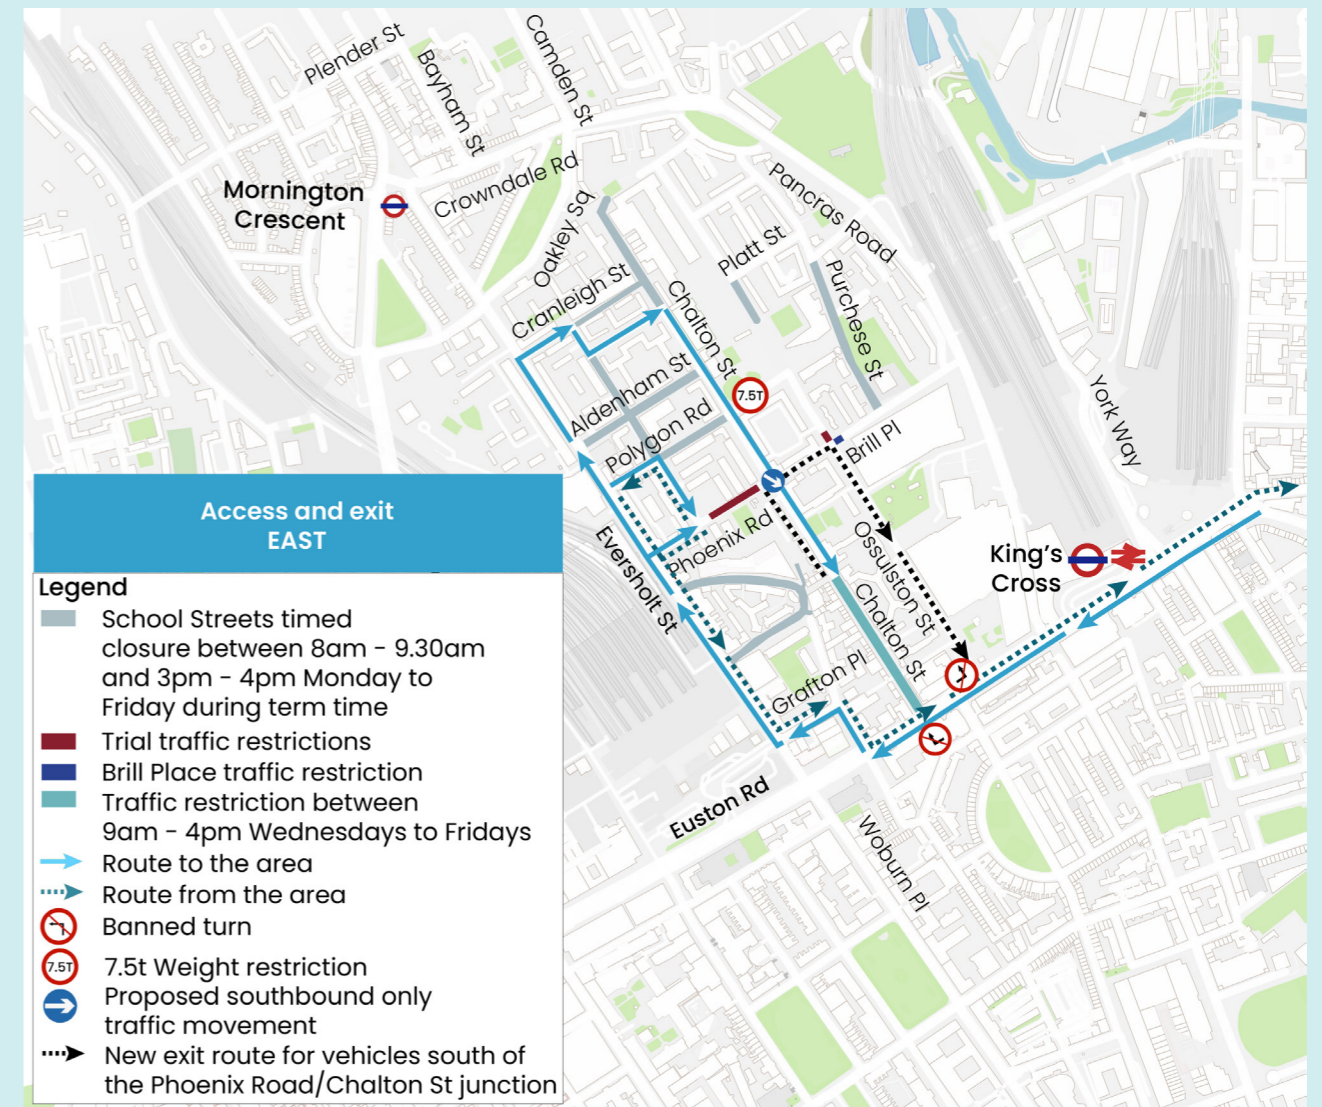 Plender St
Bayham St
Camden St
Crowndale Rd
Mornington
Crescent
Oakley Sq
Pancras Road
Platt St
Purchese St
Cranleigh St
Chalton St
Aldenham St
7.5T
Polygon Rd
Brill Pl
York Way
Phoenix Rd
Eversholt St
Ossulston St
King's
Cross
Chalton St
Grafton Pl
Euston Rd
Woburn Pl
Access and exit
EAST
Legend
School Streets timed
closure between 8am - 9.30am
and 3pm - 4pm Monday to
Friday during term time
Trial traffic restrictions
Brill Place traffic restriction
Traffic restriction between
9am - 4pm Wednesdays to Fridays
Route to the area
Route from the area
Banned turn
7.5T
7.5t Weight restriction
Proposed southbound only
traffic movement
New exit route for vehicles south of
the Phoenix Road/Chalton St junction